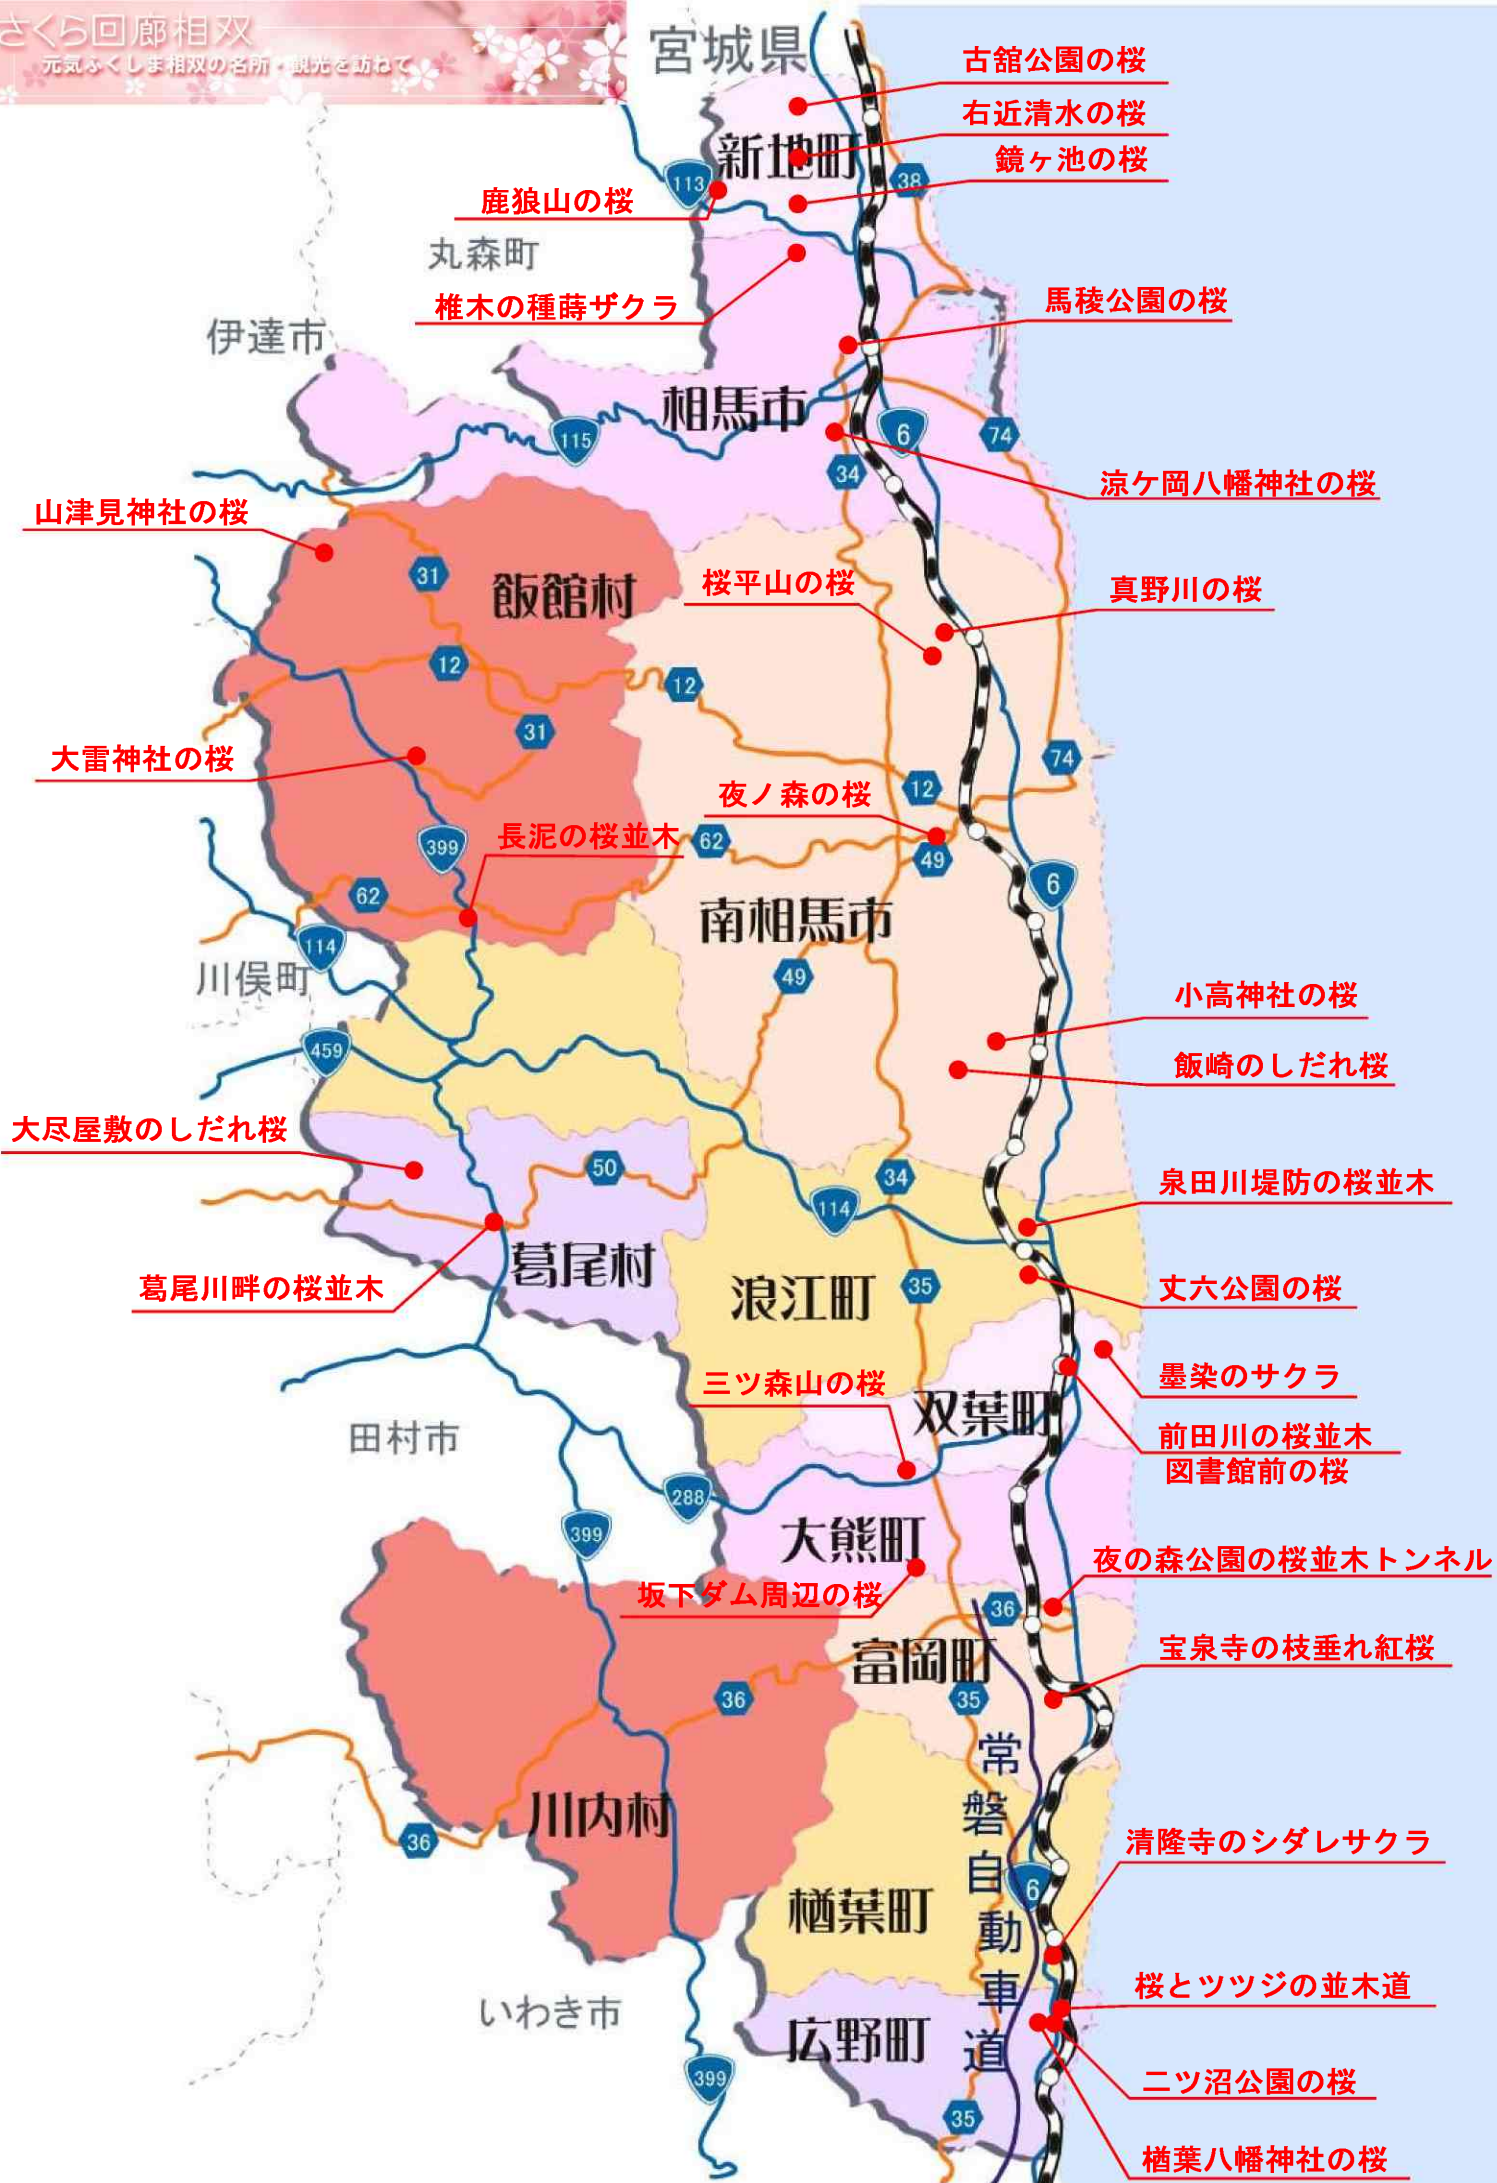 さくら回廊相双
元気ふくしま相双の名所・観光を訪ねて
宮城県
古舘公園の桜
右近清水の桜
新地町
鏡ヶ池の桜
113
38
鹿狼山の桜
丸森町
椎木の種蒔ザクラ
馬稜公園の桜
伊達市
相馬市
115
6
74
34
涼ケ岡八幡神社の桜
山津見神社の桜
31
飯館村
桜平山の桜
真野川の桜
12
12
31
大雷神社の桜
74
夜ノ森の桜
12
399
長泥の桜並木
62
49
62
6
南相馬市
114
川俣町
49
小高神社の桜
459
飯崎のしだれ桜
大尽屋敷のしだれ桜
50
34
泉田川堤防の桜並木
114
葛尾村
葛尾川畔の桜並木
浪江町
35
丈六公園の桜
三ツ森山の桜
墨染のサクラ
双葉町
前田川の桜並木
図書館前の桜
田村市
288
399
大熊町
夜の森公園の桜並木トンネル
坂下ダム周辺の桜
36
富岡町
宝泉寺の枝垂れ紅桜
36
35
常磐自動車道
川内村
36
清隆寺のシダレサクラ
6
楢葉町
桜とツツジの並木道
いわき市
広野町
399
二ツ沼公園の桜
35
楢葉八幡神社の桜